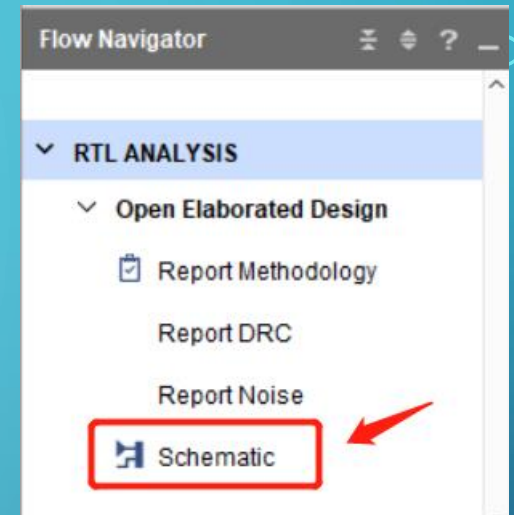 Flow Navigator ?
RTL ANALYSIS
Open Elaborated Design
Report Methodology
Report DRC
Report Noise
Schematic